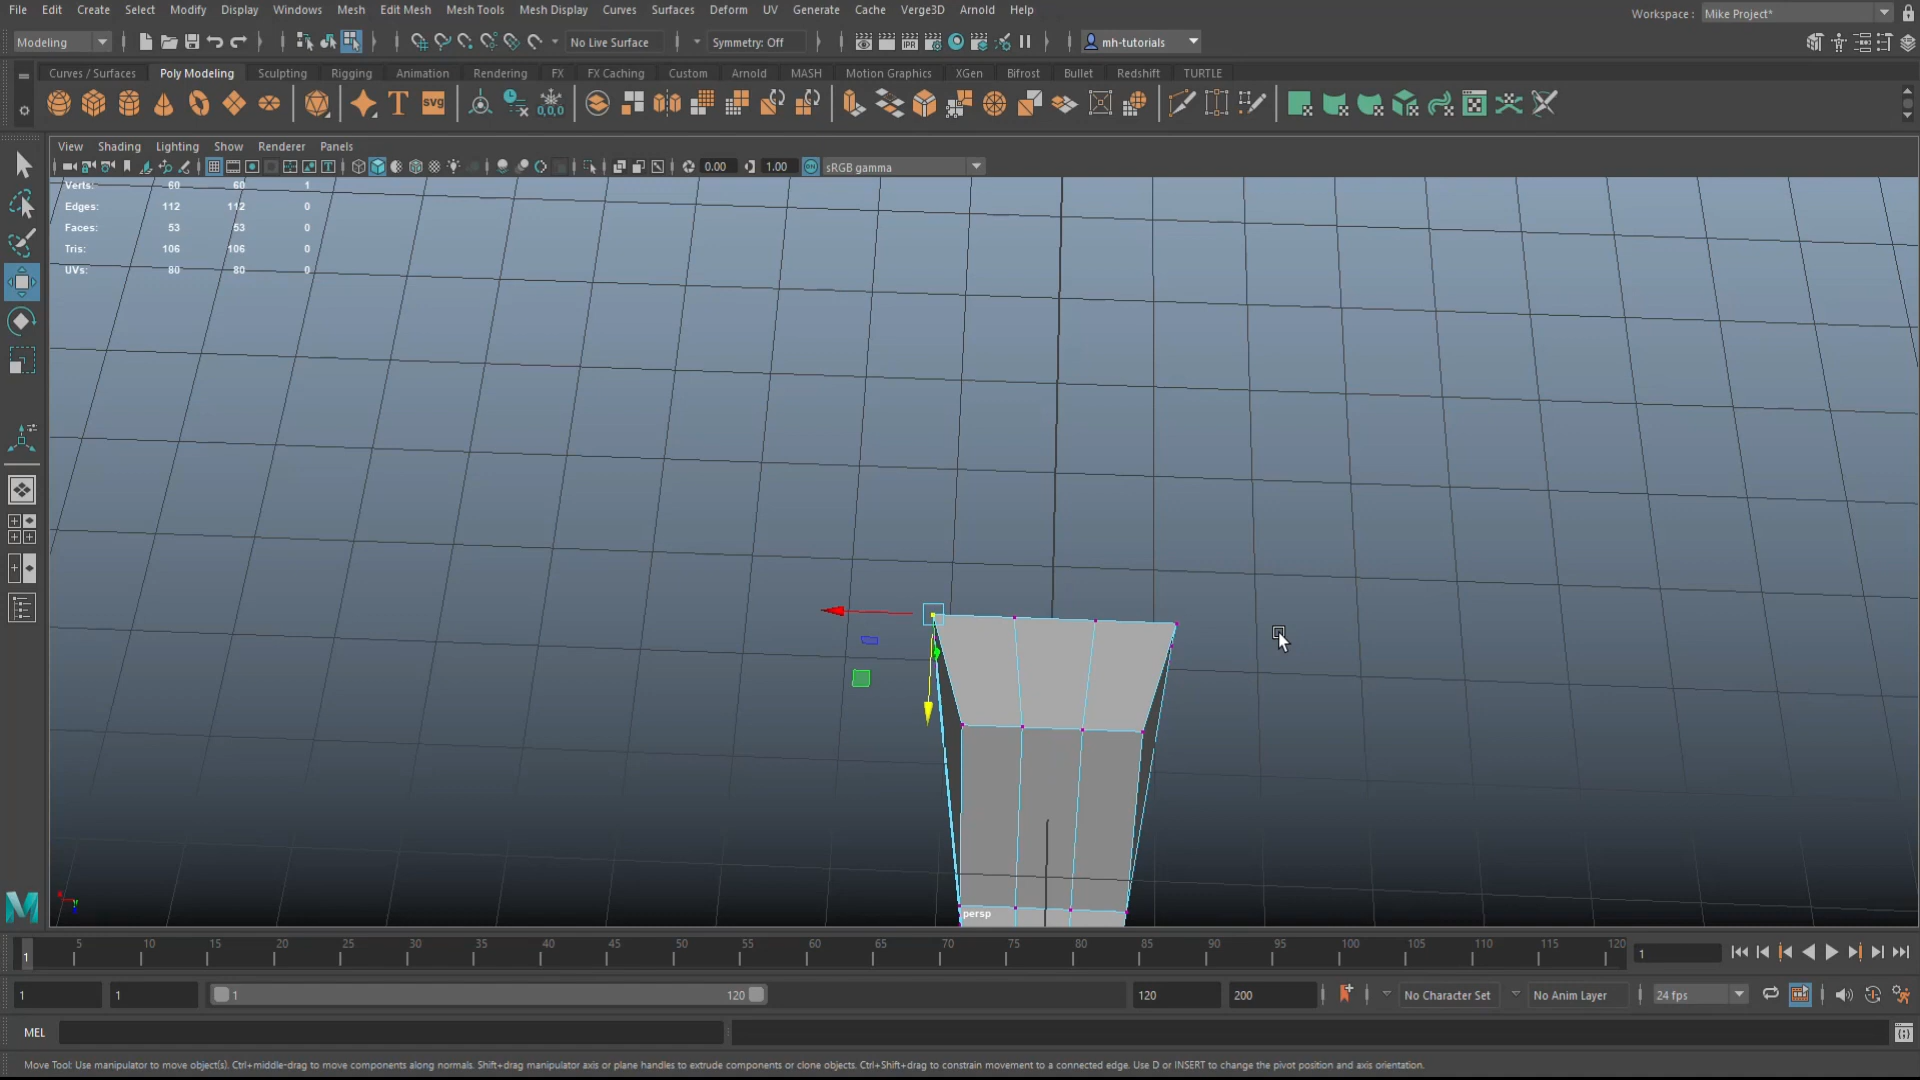 File Edit Create Select Modify Display Windows Mesh Edit Mesh Mesh Tools Mesh Display Curves Surfaces Deform UV Generate Cache Verge3D Arnold Help
Workspace : Mike Project*
Modeling
No Live Surface
Symmetry: Off
mh-tutorials
Curves / Surfaces Poly Modeling Sculpting Rigging Animation Rendering FX FX Caching Custom Arnold MASH Motion Graphics XGen Bifrost Bullet Redshift TURTLE
IPR T svg 0,0,0
View Shading Lighting Show Renderer Panels
0.00 1.00 sRGB gamma
Verts: 60 60 1
Edges: 112 112 0
Faces: 53 53 0
Tris: 106 106 0
UVs: 80 80 0
persp
5 10 15 20 25 30 35 40 45 50 55 60 65 70 75 80 85 90 95 100 105 110 115 120
1
1
1 1 1 120 120 200 No Character Set No Anim Layer 24 fps
MEL
Move Tool: Use manipulator to move object(s). Ctrl+middle-drag to move components along normals. Shift+drag manipulator axis or plane handles to extrude components or clone objects. Ctrl+Shift+drag to constrain movement to a connected edge. Use D or INSERT to change the pivot position and axis orientation.